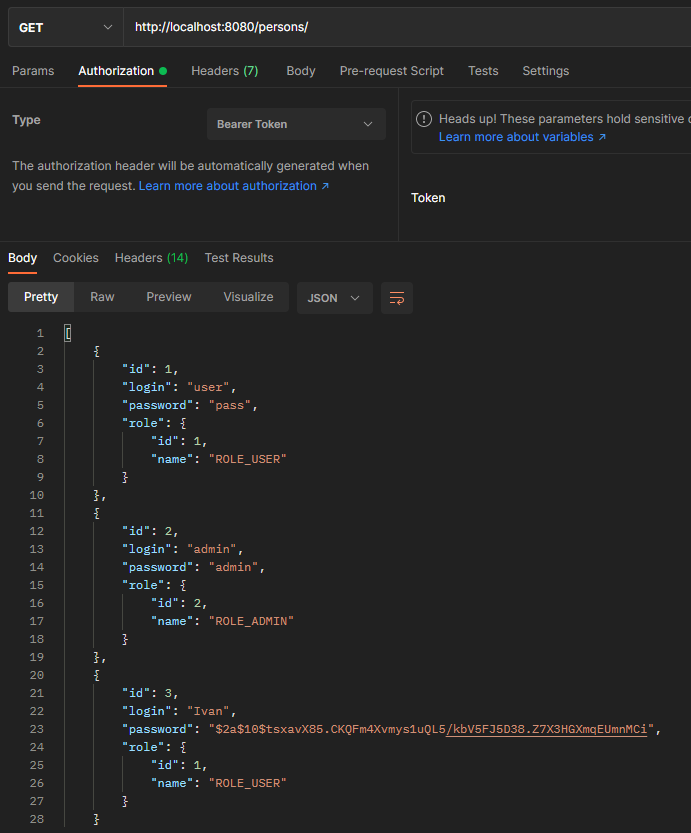 GET http://localhost:8080/persons/
Params Authorization Headers (7) Body Pre-request Script Tests Settings
Type Bearer Token
Heads up! These parameters hold sensitive
Learn more about variables ↗
The authorization header will be automatically generated when
you send the request. Learn more about authorization ↗
Token
Body Cookies Headers (14) Test Results
Pretty Raw Preview Visualize JSON
1 [
2 {
3 "id": 1,
4 "login": "user",
5 "password": "pass",
6 "role": {
7 "id": 1,
8 "name": "ROLE_USER"
9 }
10 },
11 {
12 "id": 2,
13 "login": "admin",
14 "password": "admin",
15 "role": {
16 "id": 2,
17 "name": "ROLE_ADMIN"
18 }
19 },
20 {
21 "id": 3,
22 "login": "Ivan",
23 "password": "$2a$10$tsxavX85.CKQFm4Xvmys1uQL5/kbV5FJ5D38.Z7X3HGXmqEUmnMCi",
24 "role": {
25 "id": 1,
26 "name": "ROLE_USER"
27 }
28 }